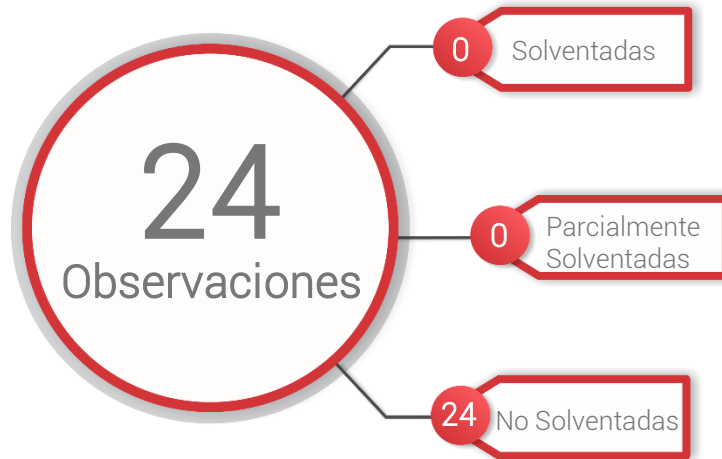 24
Observaciones
0
Solventadas
0
Parcialmente
Solventadas
24
No Solventadas